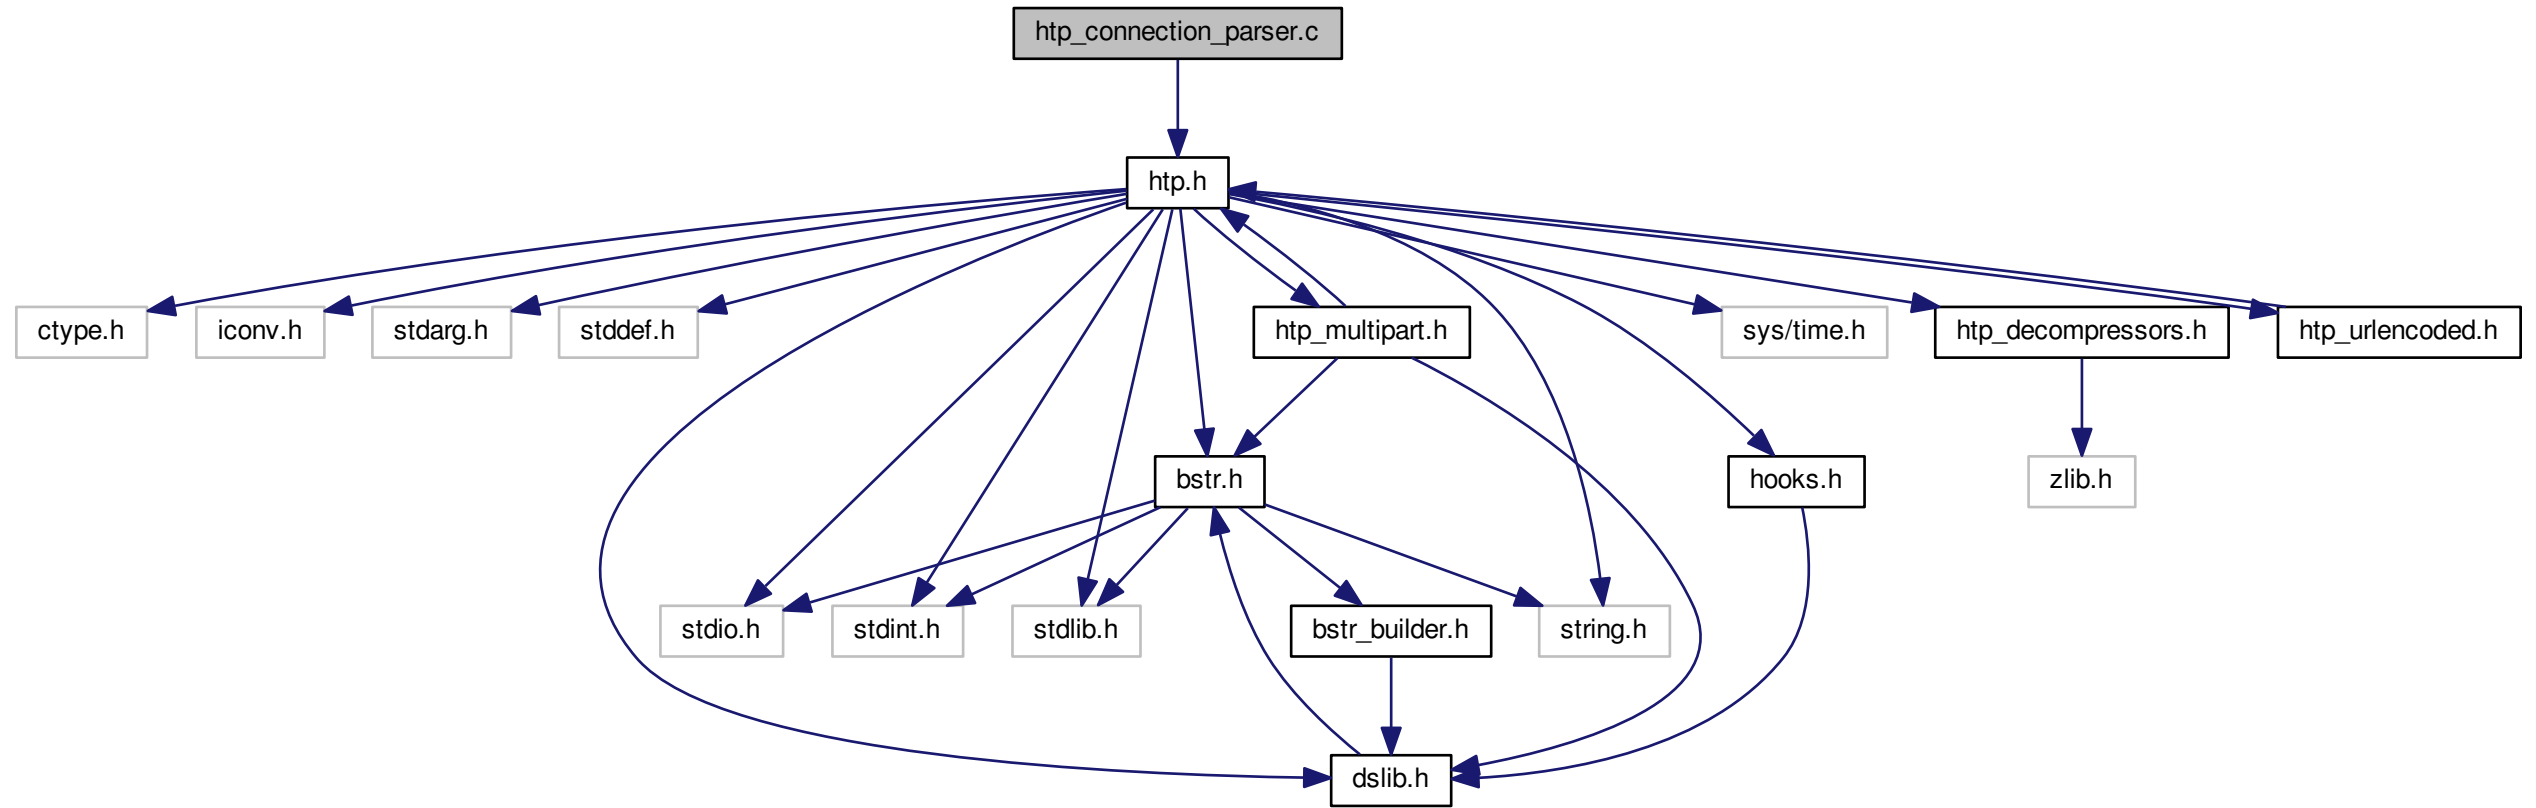 htp_connection_parser.c
htp.h
ctype.h
iconv.h
stdarg.h
stddef.h
htp_multipart.h
sys/time.h
htp_decompressors.h
htp_urlencoded.h
bstr.h
hooks.h
zlib.h
stdio.h
stdint.h
stdlib.h
bstr_builder.h
string.h
dslib.h